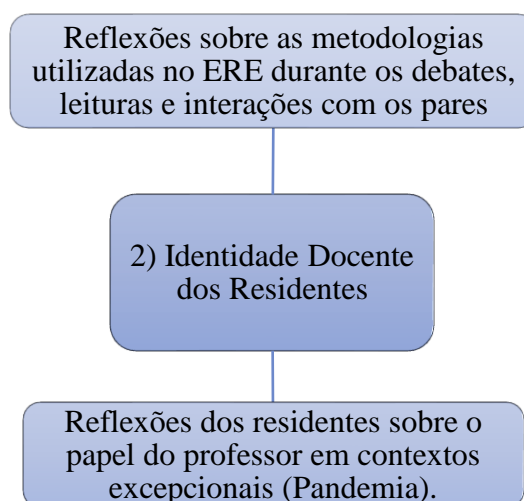 Reflexões sobre as metodologias
utilizadas no ERE durante os debates,
leituras e interações com os pares
2) Identidade Docente
dos Residentes
Reflexões dos residentes sobre o
papel do professor em contextos
excepcionais (Pandemia).